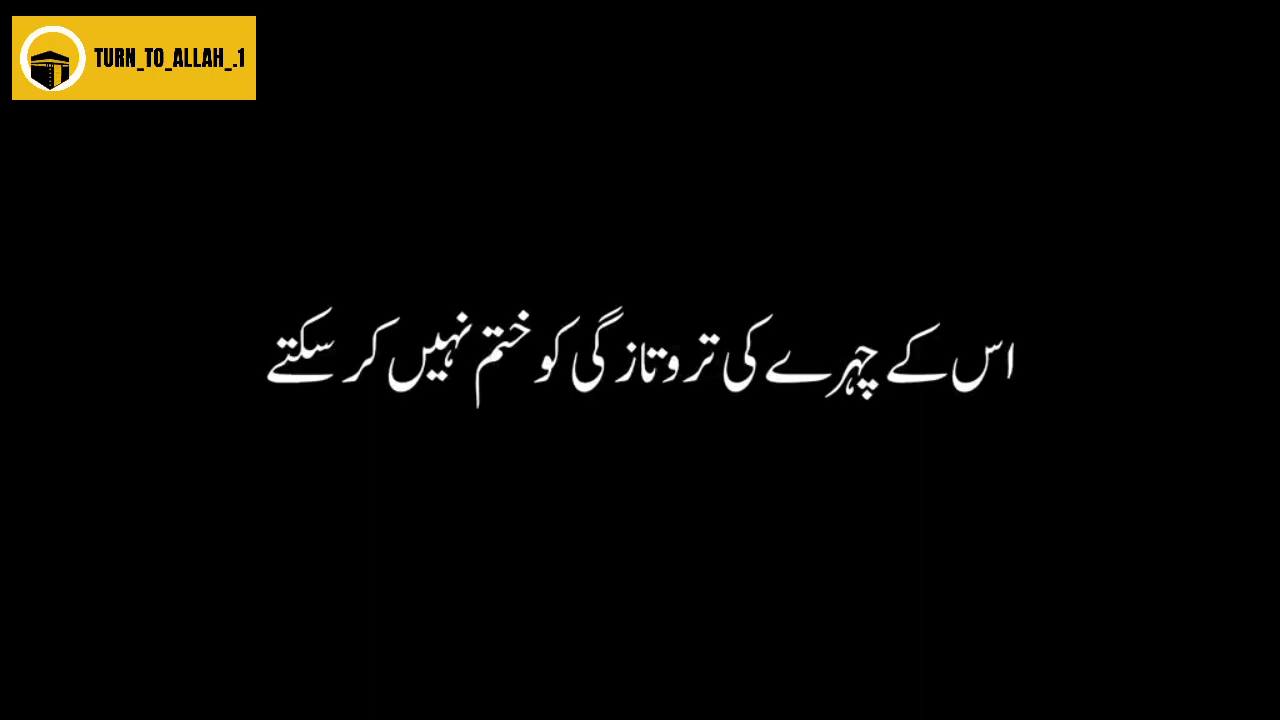 TURN_TO_ALLAH_.1
اس کے چہرے کی تروتازگی کو ختم نہیں کر سکتے